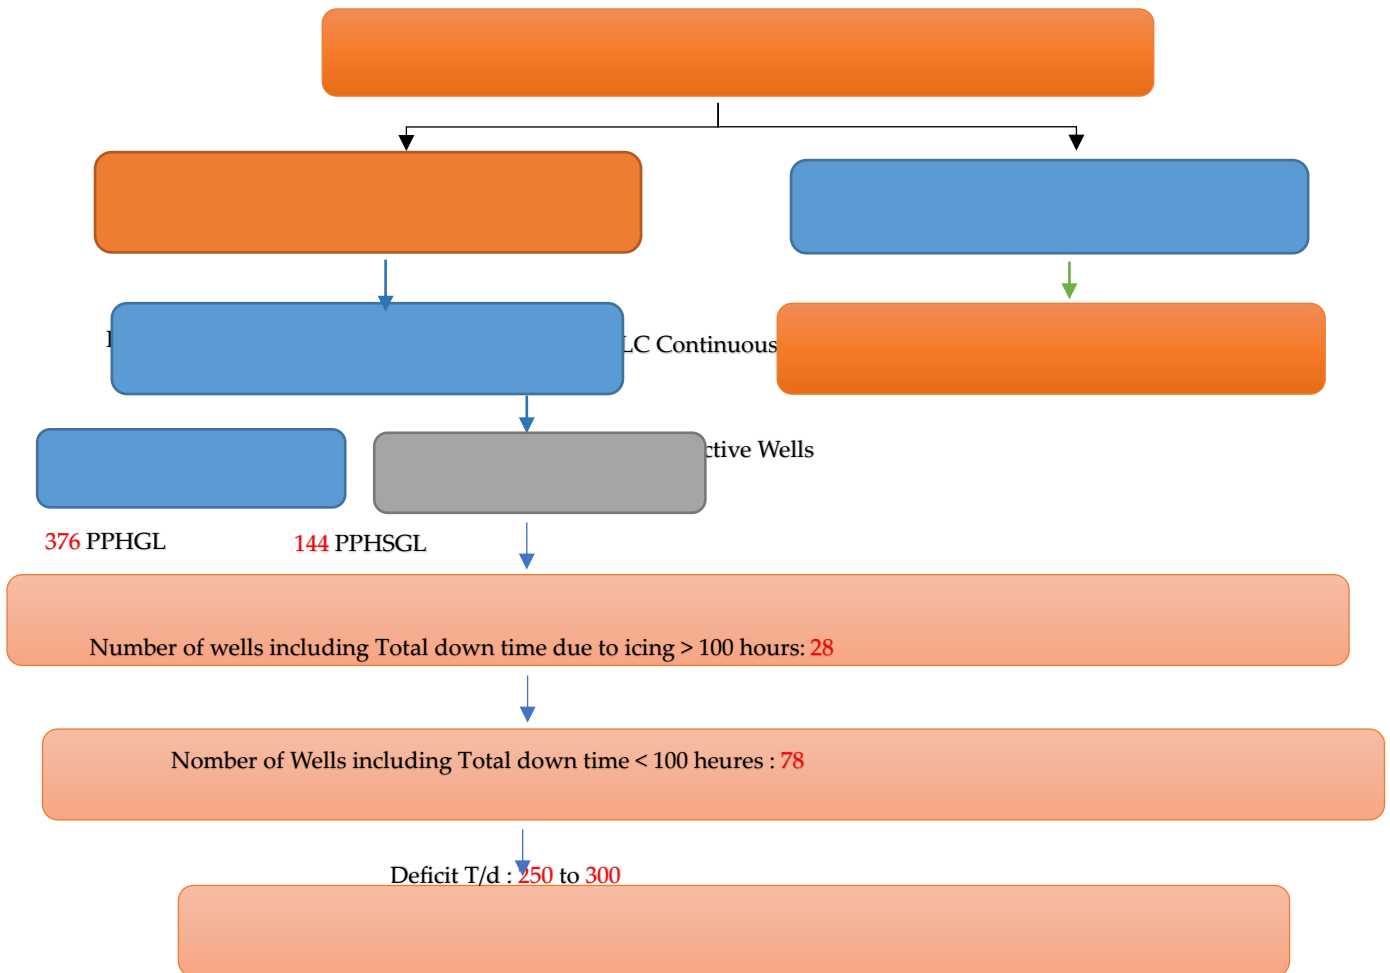 LC Continuous
ctive Wells
376 PPHGL 144 PPHSGL
Number of wells including Total down time due to icing > 100 hours: 28
Nomber of Wells including Total down time < 100 heures : 78
Deficit T/d : 250 to 300